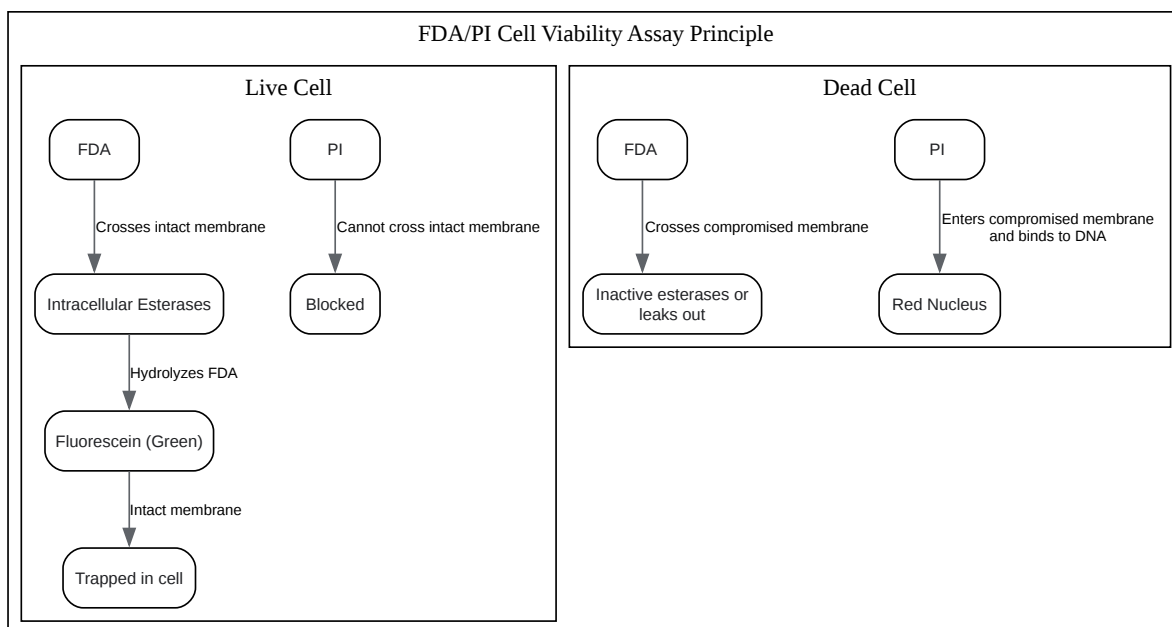 FDA/PI Cell Viability Assay Principle
Live Cell
FDA
PI
Crosses intact membrane
Cannot cross intact membrane
Intracellular Esterases
Blocked
Hydrolyzes FDA
Fluorescein (Green)
Intact membrane
Trapped in cell
Dead Cell
FDA
PI
Crosses compromised membrane
Enters compromised membrane
and binds to DNA
Inactive esterases or
leaks out
Red Nucleus